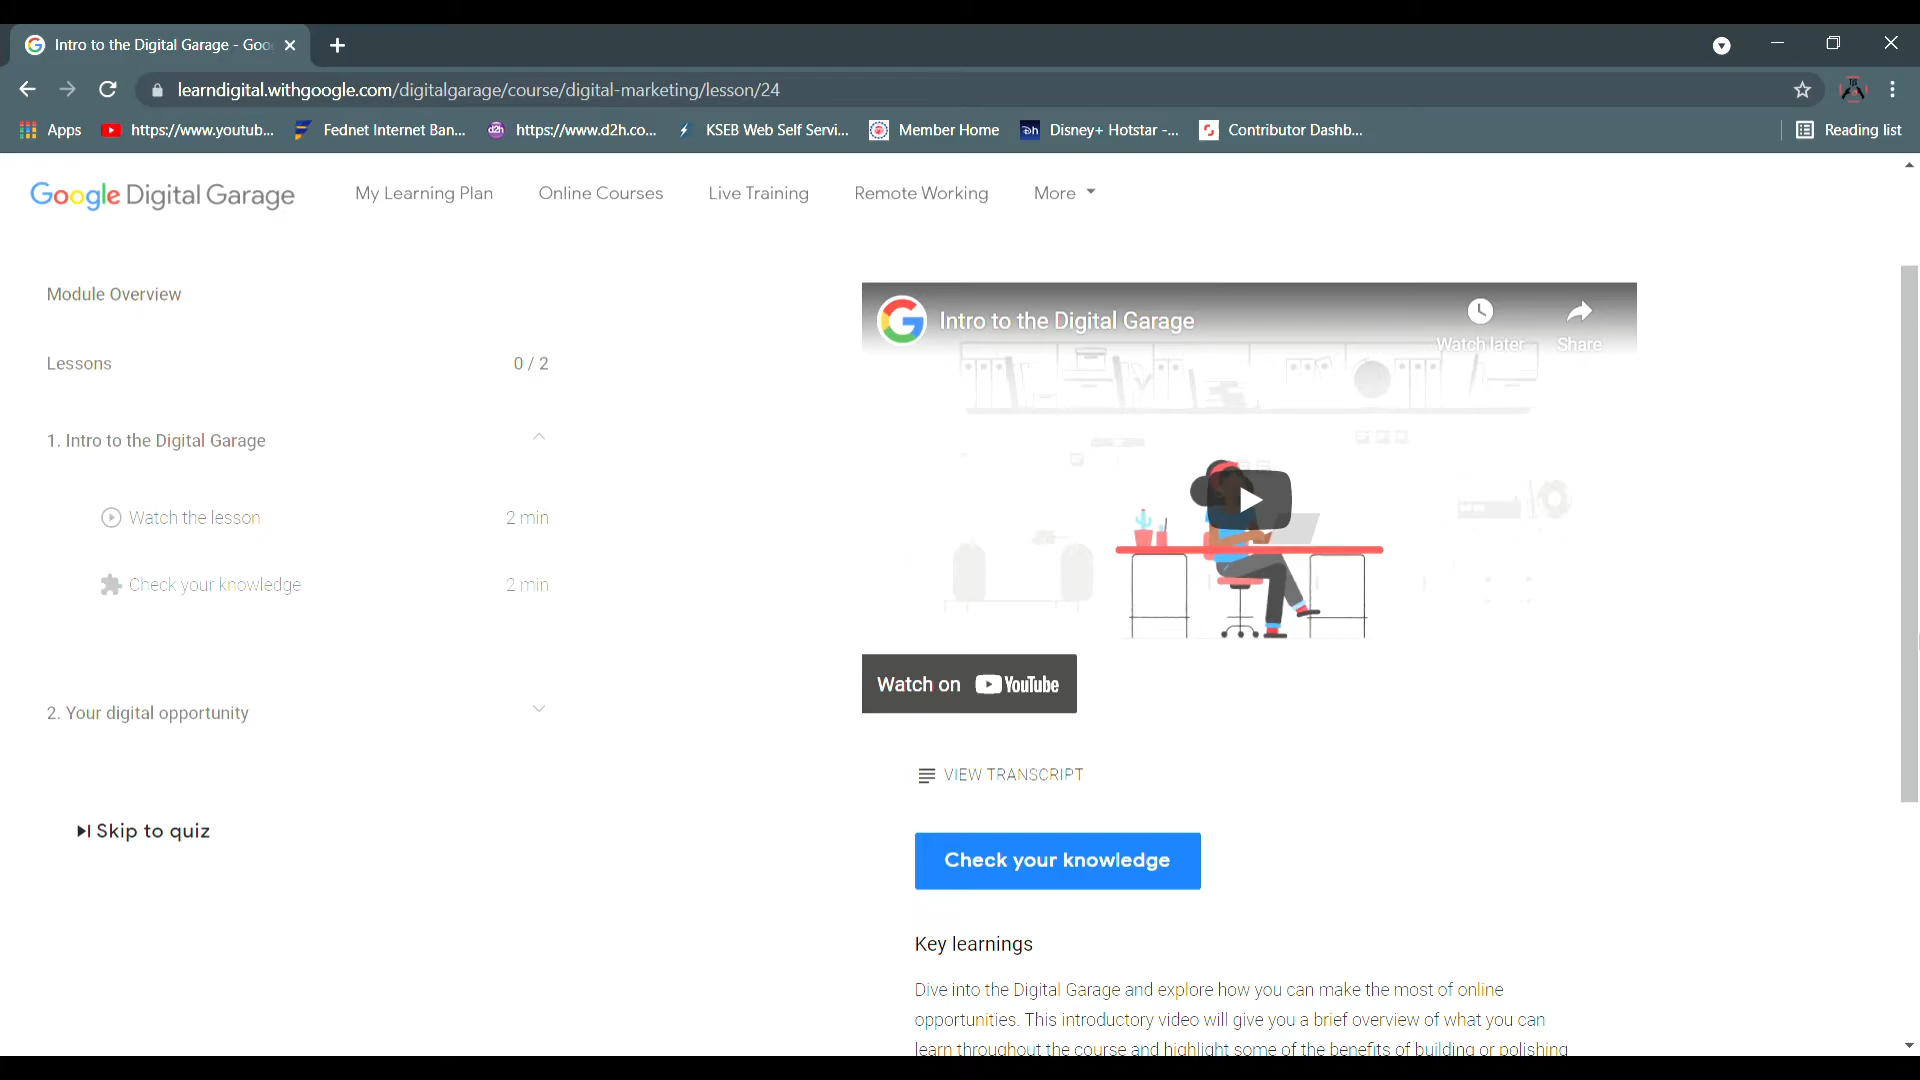 Intro to the Digital Garage - Goo
learndigital.withgoogle.com/digitalgarage/course/digital-marketing/lesson/24
Apps
https://www.youtub...
Fednet Internet Ban...
d2h
https://www.d2h.co...
KSEB Web Self Servi...
Member Home
Disney+ Hotstar -...
Contributor Dashb...
Reading list
Google Digital Garage
My Learning Plan
Online Courses
Live Training
Remote Working
More
Module Overview
Lessons
0 / 2
1. Intro to the Digital Garage
Watch the lesson
2 min
Check your knowledge
2 min
2. Your digital opportunity
Skip to quiz
Intro to the Digital Garage
Watch later
Share
Watch on YouTube
VIEW TRANSCRIPT
Check your knowledge
Key learnings
Dive into the Digital Garage and explore how you can make the most of online
opportunities. This introductory video will give you a brief overview of what you can
learn throughout the course and highlight some of the benefits of building or polishing